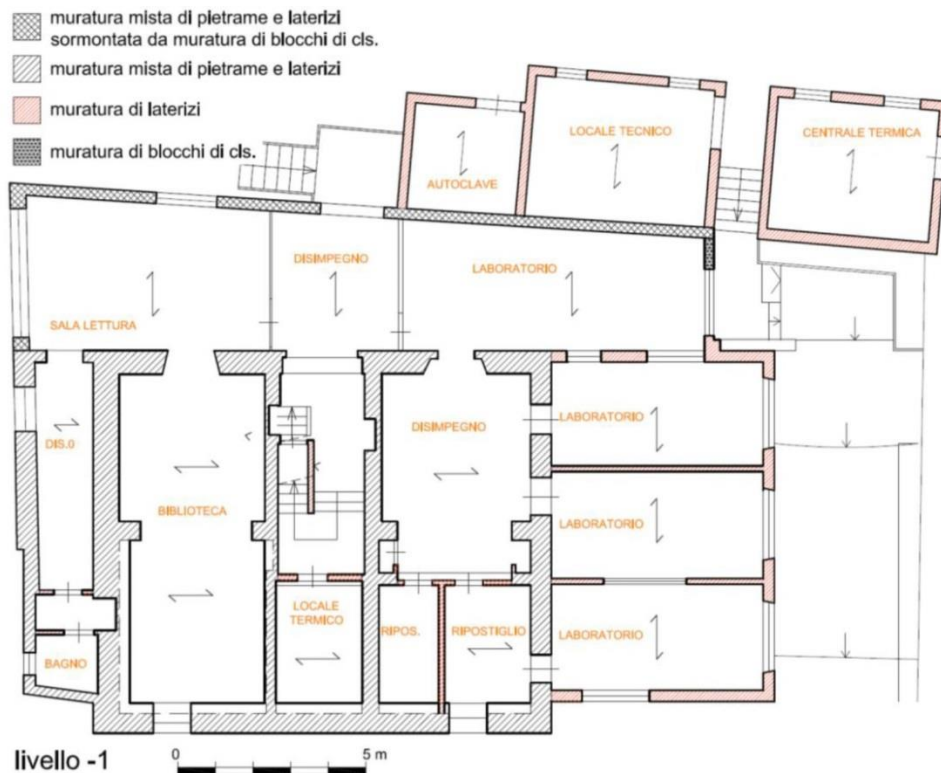 muratura mista di pietrame e laterizi
sormontata da muratura di blocchi di cls.
muratura mista di pietrame e laterizi
muratura di laterizi
muratura di blocchi di cls.
LOCALE TECNICO
CENTRALE TERMICA
AUTOCLAVE
DISIMPEGNO
LABORATORIO
SALA LETTURA
LABORATORIO
DISIMPEGNO
DIS.0
BIBLIOTECA
LABORATORIO
LOCALE
TERMICO
RIPOS.
RIPOSTIGLIO
LABORATORIO
BAGNO
livello -1
0
5 m